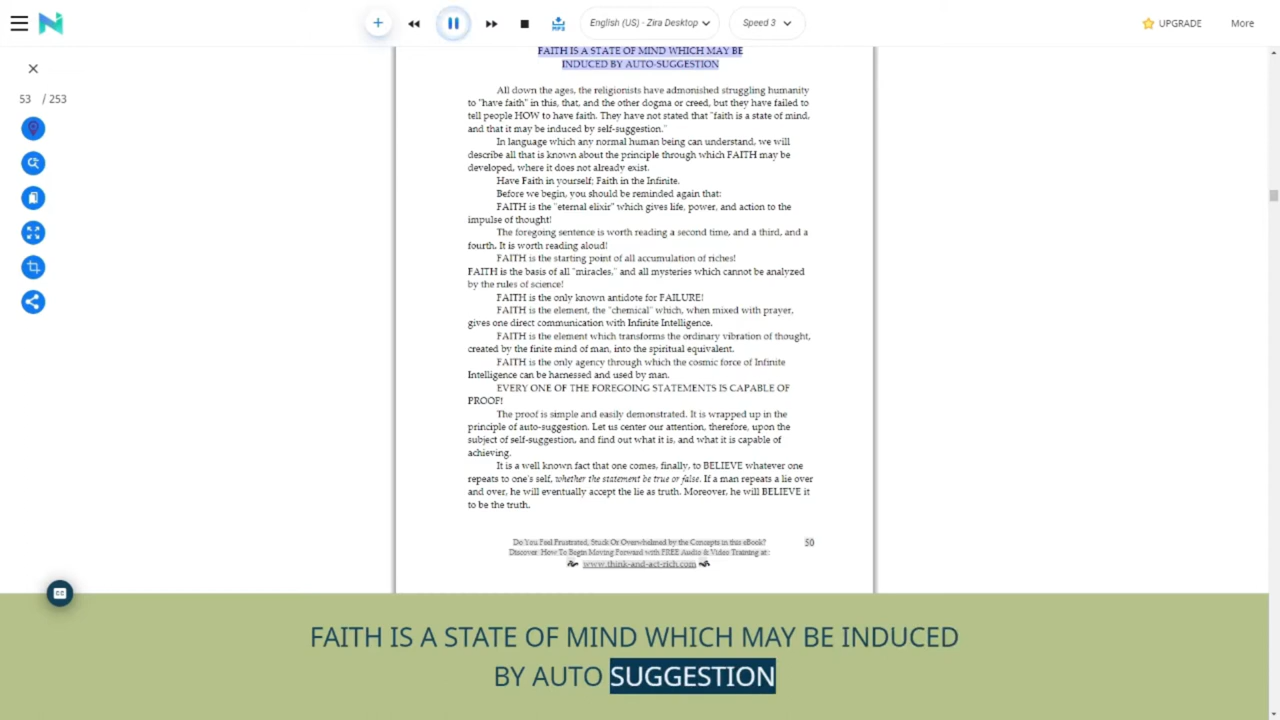 English (US) - Zira Desktop
Speed 3
UPGRADE
More
MP3
53 / 253
FAITH IS A STATE OF MIND WHICH MAY BE
INDUCED BY AUTO-SUGGESTION
All down the ages, the religionists have admonished struggling humanity
to "have faith" in this, that, and the other dogma or creed, but they have failed to
tell people HOW to have faith. They have not stated that "faith is a state of mind,
and that it may be induced by self-suggestion."
In language which any normal human being can understand, we will
describe all that is known about the principle through which FAITH may be
developed, where it does not already exist.
Have Faith in yourself; Faith in the Infinite.
Before we begin, you should be reminded again that:
FAITH is the "eternal elixir" which gives life, power, and action to the
impulse of thought!
The foregoing sentence is worth reading a second time, and a third, and a
fourth. It is worth reading aloud!
FAITH is the starting point of all accumulation of riches!
FAITH is the basis of all "miracles," and all mysteries which cannot be analyzed
by the rules of science!
FAITH is the only known antidote for FAILURE!
FAITH is the element, the "chemical" which, when mixed with prayer,
gives one direct communication with Infinite Intelligence.
FAITH is the element which transforms the ordinary vibration of thought,
created by the finite mind of man, into the spiritual equivalent.
FAITH is the only agency through which the cosmic force of Infinite
Intelligence can be harnessed and used by man.
EVERY ONE OF THE FOREGOING STATEMENTS IS CAPABLE OF
PROOF!
The proof is simple and easily demonstrated. It is wrapped up in the
principle of auto-suggestion. Let us center our attention, therefore, upon the
subject of self-suggestion, and find out what it is, and what it is capable of
achieving.
It is a well known fact that one comes, finally, to BELIEVE whatever one
repeats to one's self, whether the statement be true or false. If a man repeats a lie over
and over, he will eventually accept the lie as truth. Moreover, he will BELIEVE it
to be the truth.
Do You Feel Frustrated, Stuck Or Overwhelmed by the Concepts in this eBook?
50
Discover: How To Begin Moving Forward with FREE Audio & Video Training at:
www.think-and-act-rich.com
CC
FAITH IS A STATE OF MIND WHICH MAY BE INDUCED
BY AUTO SUGGESTION